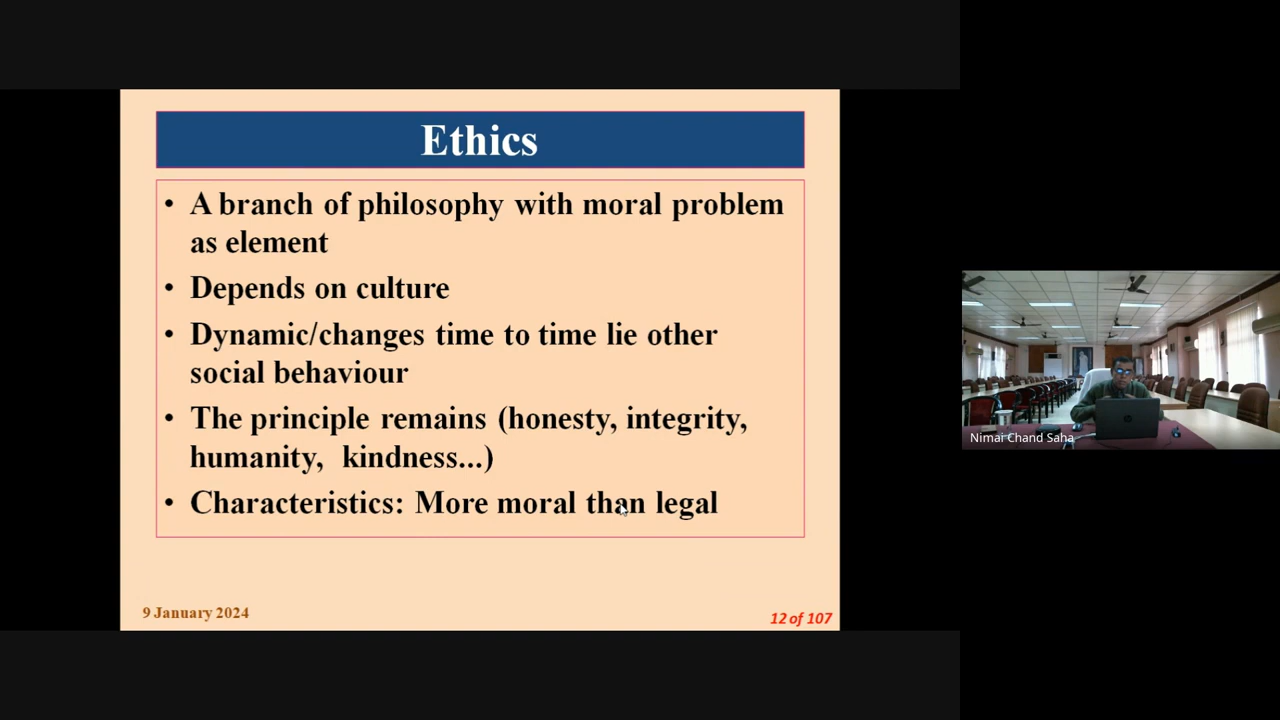 Ethics
• A branch of philosophy with moral problem
as element
• Depends on culture
• Dynamic/changes time to time lie other
social behaviour
• The principle remains (honesty, integrity,
humanity, kindness...)
• Characteristics: More moral than legal
9 January 2024
12 of 107
Nimai Chand Saha